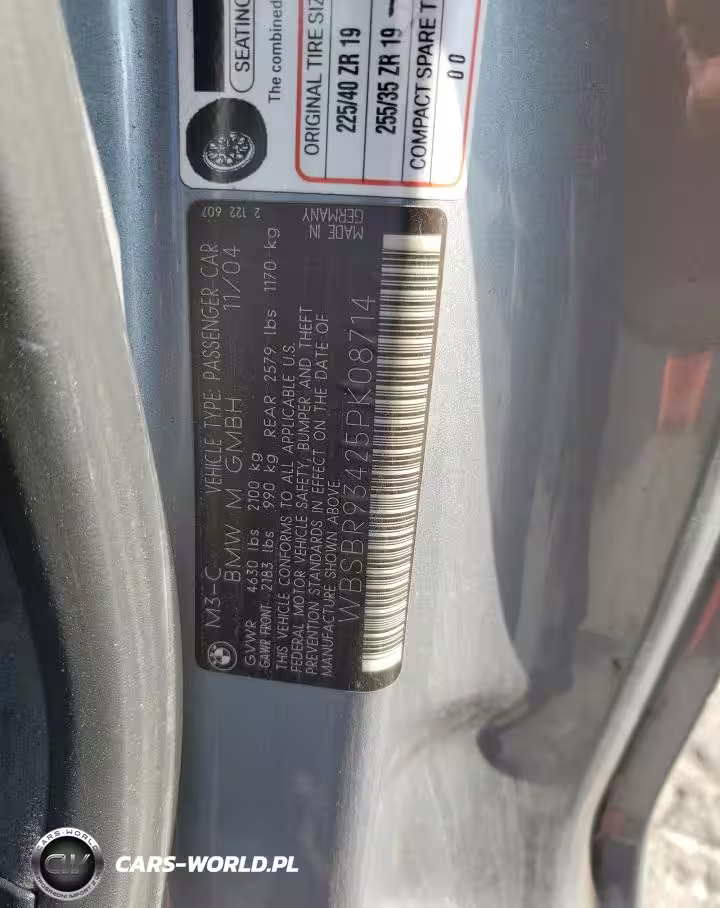 SEATING
The combined
ORIGINAL TIRE SIZ
225/40 ZR 19
255/35 ZR 19
COMPACT SPARE T
0 0
M3-C VEHICLE TYPE: PASSENGER CAR
BMW M GMBH 11/04
2 122 607
GVWR 4630 lbs 2100 kg
GAWR FRONT 2183 lbs 990 kg REAR 2579 lbs 1170 kg
THIS VEHICLE CONFORMS TO ALL APPLICABLE U.S.
FEDERAL MOTOR VEHICLE SAFETY, BUMPER AND THEFT
PREVENTION STANDARDS IN EFFECT ON THE DATE OF
MANUFACTURE SHOWN ABOVE.
MADE IN
GERMANY
WBSBR93425PK08714
CARS-WORLD
CW
CARS-WORLD.PL